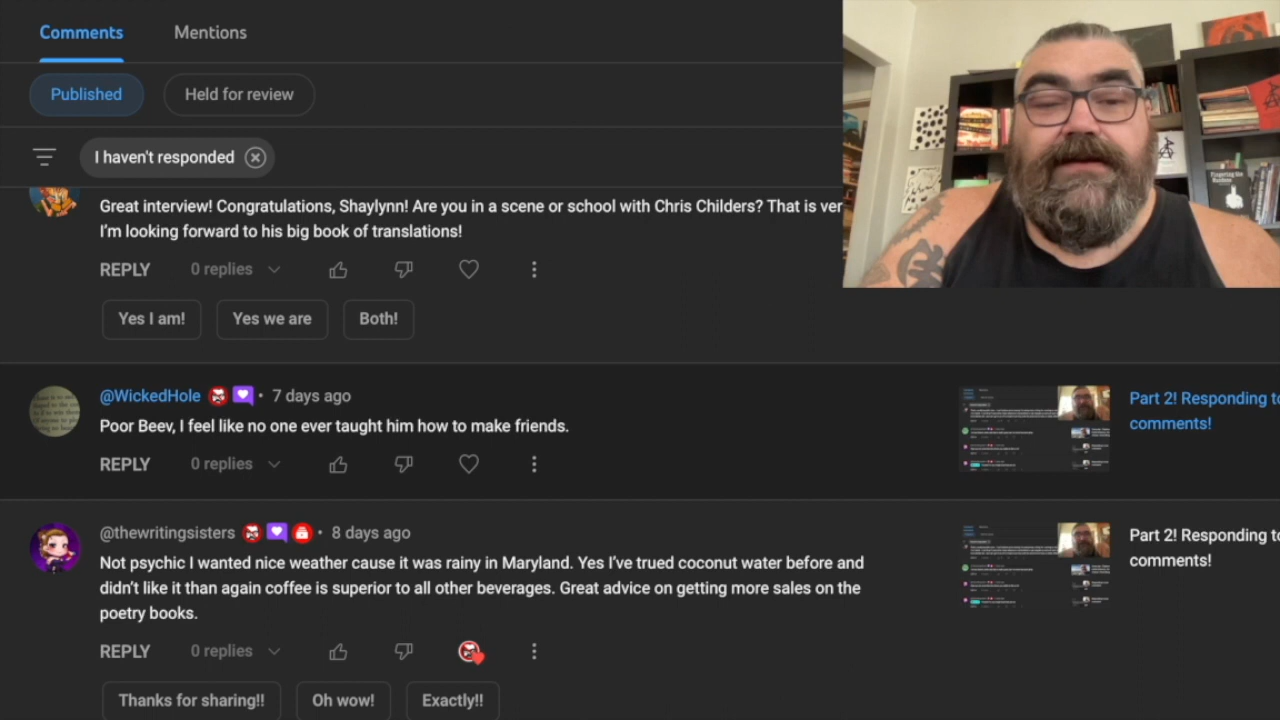 Comments
Mentions
Published
Held for review
I haven't responded
Great interview! Congratulations, Shaylynn! Are you in a scene or school with Chris Childers? That is ver
I'm looking forward to his big book of translations!
REPLY
0 replies
Yes I am!
Yes we are
Both!
@WickedHole
• 7 days ago
Poor Beev, I feel like no one ever taught him how to make friends.
REPLY
0 replies
Part 2! Responding to
comments!
@thewritingsisters
• 8 days ago
Not psychic I wanted nice weather cause it was rainy in Maryland. Yes I've trued coconut water before and
didn't like it than again coffee is superior to all other beverages. Great advice on getting more sales on the
poetry books.
REPLY
0 replies
Part 2! Responding to
comments!
Thanks for sharing!!
Oh wow!
Exactly!!